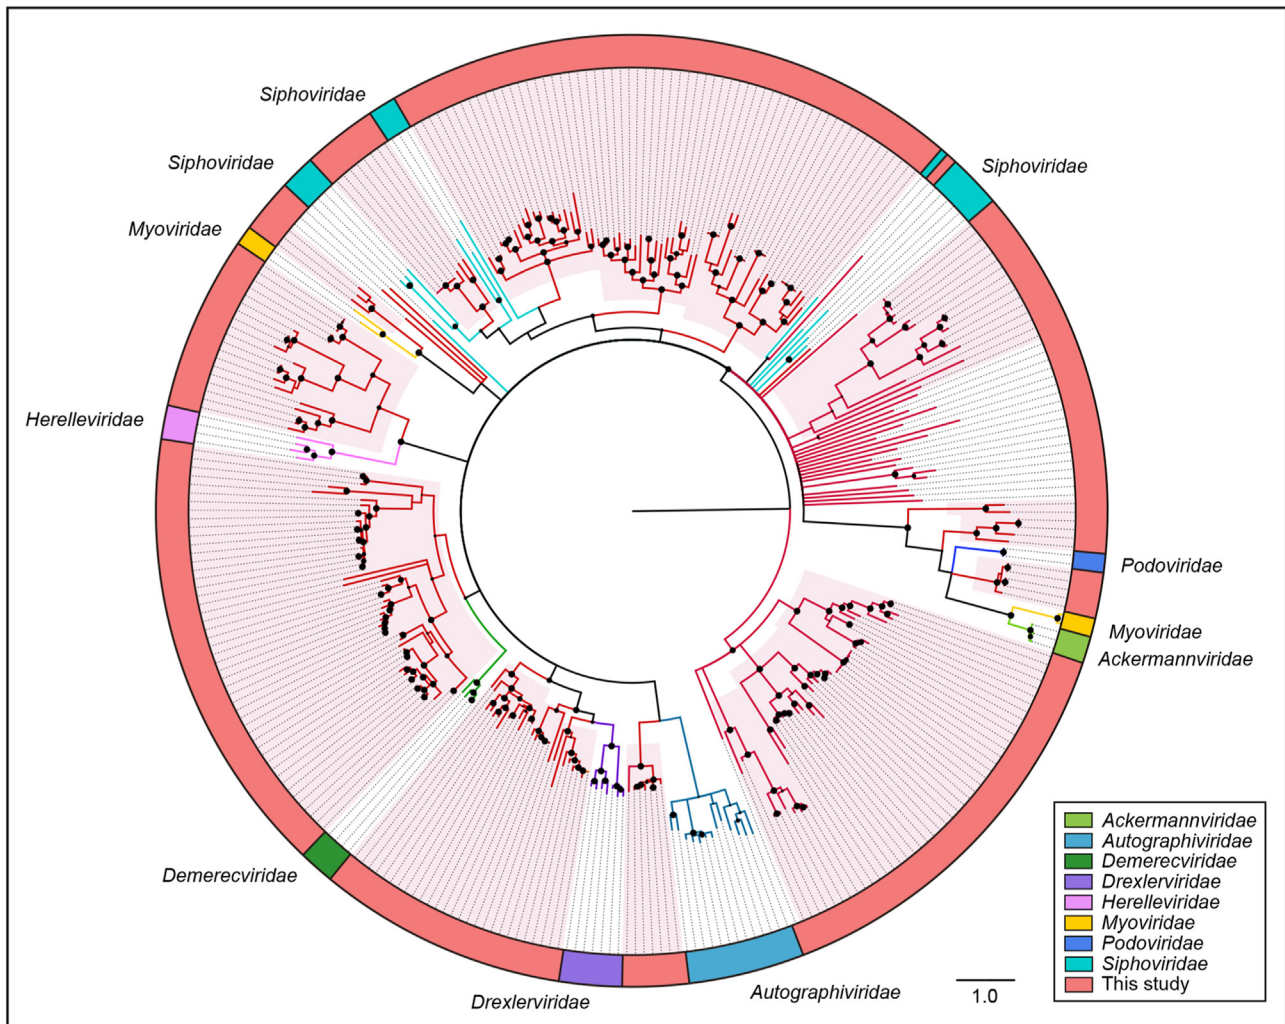 Siphoviridae
Siphoviridae
Siphoviridae
Myoviridae
Herelleviridae
Podoviridae
Myoviridae
Ackermannviridae
Demerecviridae
Drexlerviridae
Autographiviridae
1.0
Ackermannviridae
Autographiviridae
Demerecviridae
Drexlerviridae
Herelleviridae
Myoviridae
Podoviridae
Siphoviridae
This study